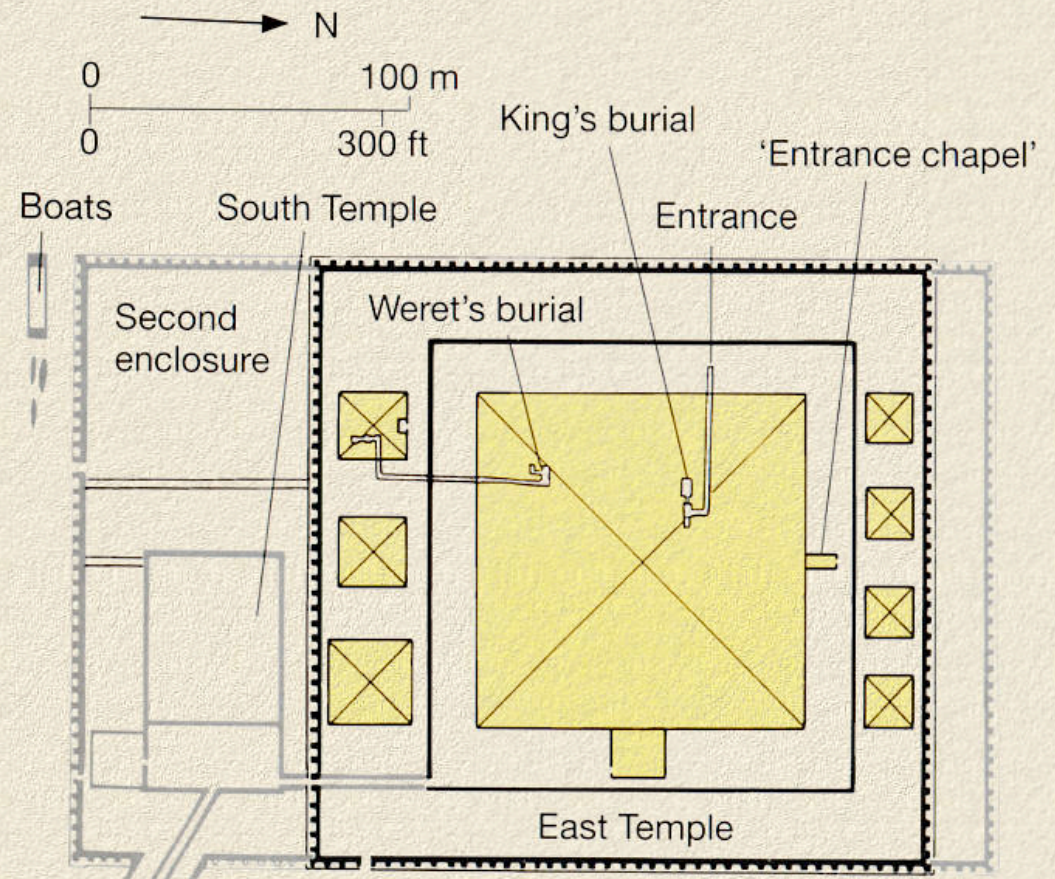 N
0 100 m
0 300 ft
King's burial
'Entrance chapel'
Boats
South Temple
Entrance
Second
enclosure
Weret's burial
East Temple